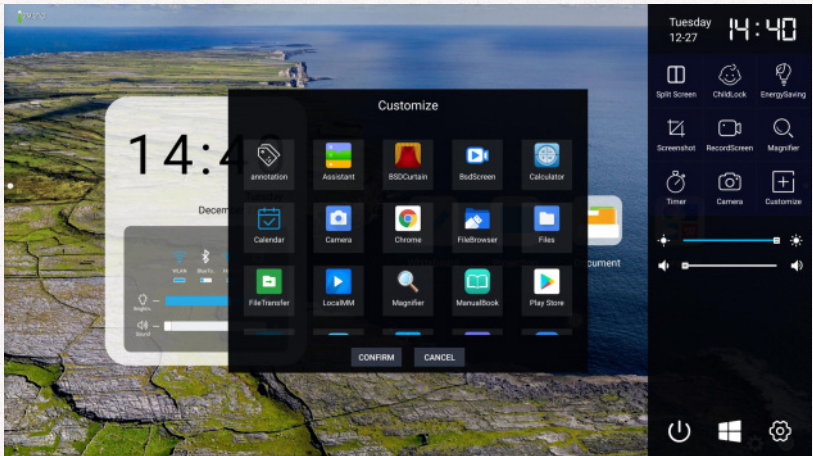 Tuesday
12-27
14:40
Split Screen ChildLock EnergySaving
Screenshot RecordScreen Magnifier
Timer Camera Customize
Customize
annotation Assistant BSDCurtain BsdScreen Calculator
Calendar Camera Chrome FileBrowser Files
FileTransfer LocalMM Magnifier ManualBook Play Store
CONFIRM CANCEL
14:4
Decem
WLAN
Sound
cument